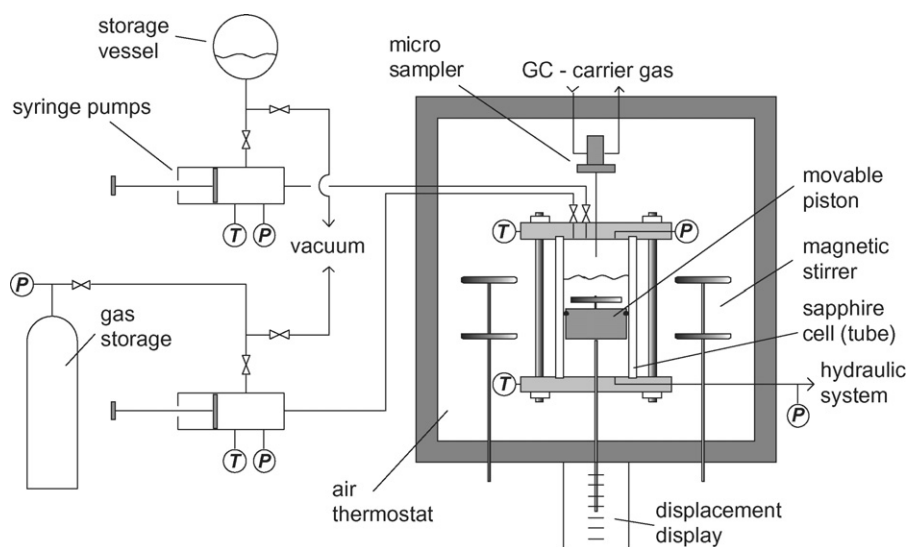 storage
vessel
syringe pumps
T
P
vacuum
P
gas
storage
T
P
micro
sampler
GC - carrier gas
movable
piston
T
P
magnetic
stirrer
sapphire
cell (tube)
T
hydraulic
system
P
air
thermostat
displacement
display